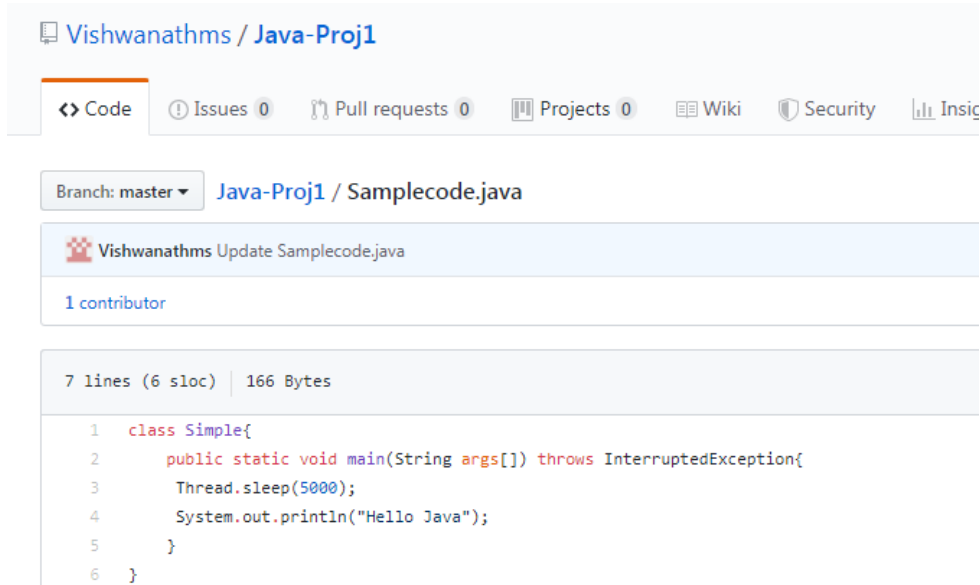 Vishwanathms / Java-Proj1
Code Issues 0 Pull requests 0 Projects 0 Wiki Security
Branch: master Java-Proj1 / Samplecode.java
Vishwanathms Update Samplecode.java
1 contributor
7 lines (6 sloc) 166 Bytes
1 class Simple{
2 public static void main(String args[]) throws InterruptedException{
3 Thread.sleep(5000);
4 System.out.println("Hello Java");
5 }
6 }